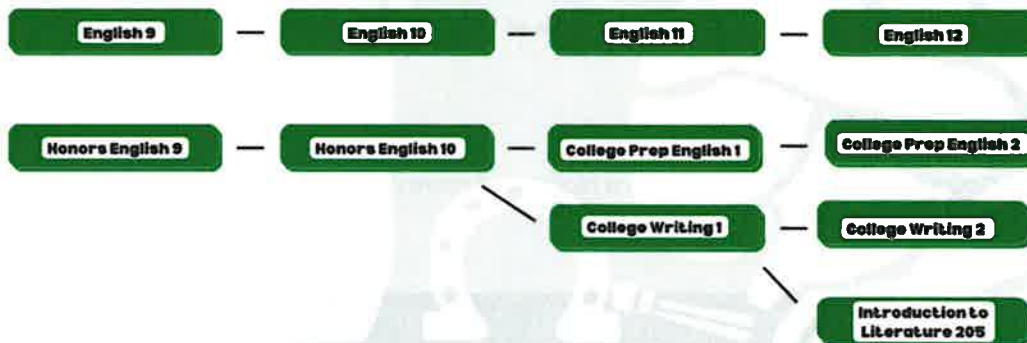 English 9
English 10
English 11
English 12
Honors English 9
Honors English 10
College Prep English 1
College Prep English 2
College Writing 1
College Writing 2
Introduction to
Literature 205